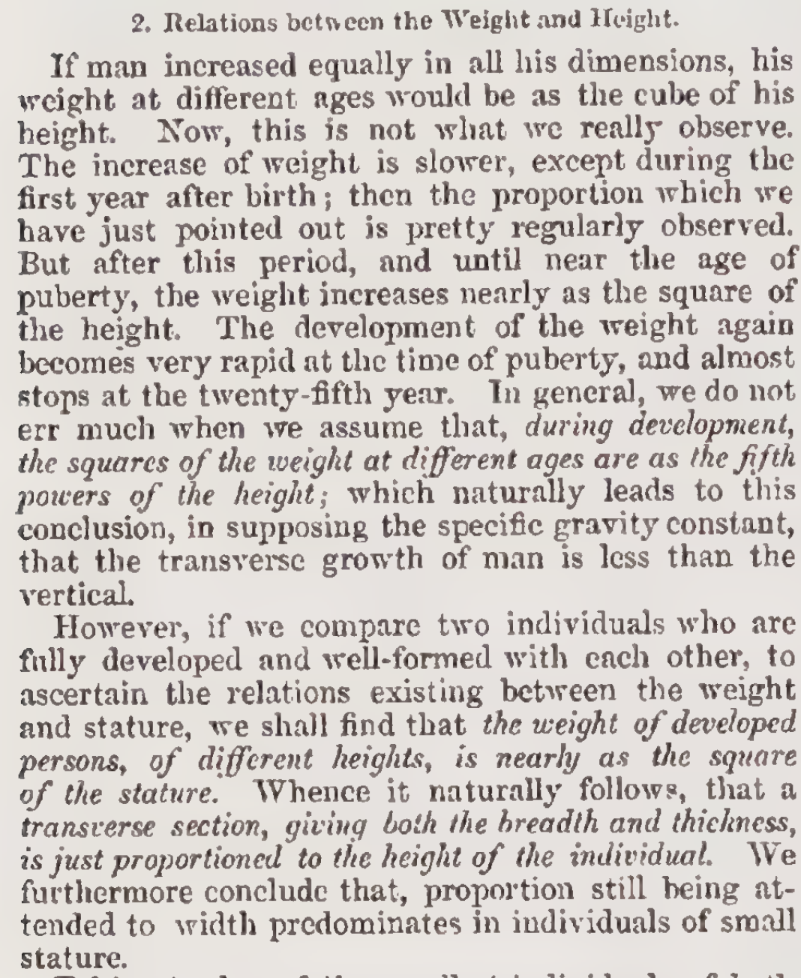 2. Relations between the Weight and Height.
If man increased equally in all his dimensions, his
weight at different ages would be as the cube of his
height. Now, this is not what we really observe.
The increase of weight is slower, except during the
first year after birth; then the proportion which we
have just pointed out is pretty regularly observed.
But after this period, and until near the age of
puberty, the weight increases nearly as the square of
the height. The development of the weight again
becomes very rapid at the time of puberty, and almost
stops at the twenty-fifth year. In general, we do not
err much when we assume that, during development,
the squares of the weight at different ages are as the fifth
powers of the height; which naturally leads to this
conclusion, in supposing the specific gravity constant,
that the transverse growth of man is less than the
vertical.
However, if we compare two individuals who are
fully developed and well-formed with each other, to
ascertain the relations existing between the weight
and stature, we shall find that the weight of developed
persons, of different heights, is nearly as the square
of the stature. Whence it naturally follows, that a
transverse section, giving both the breadth and thickness,
is just proportioned to the height of the individual. We
furthermore conclude that, proportion still being at-
tended to width predominates in individuals of small
stature.